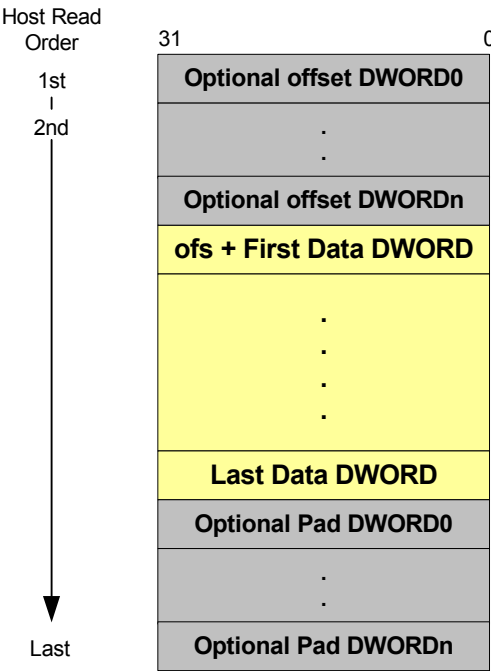 Host Read
Order
31
0
1st
2nd
Optional offset DWORD0
.
.
Optional offset DWORDn
ofs + First Data DWORD
.
.
.
.
Last Data DWORD
Optional Pad DWORD0
.
.
Last
Optional Pad DWORDn